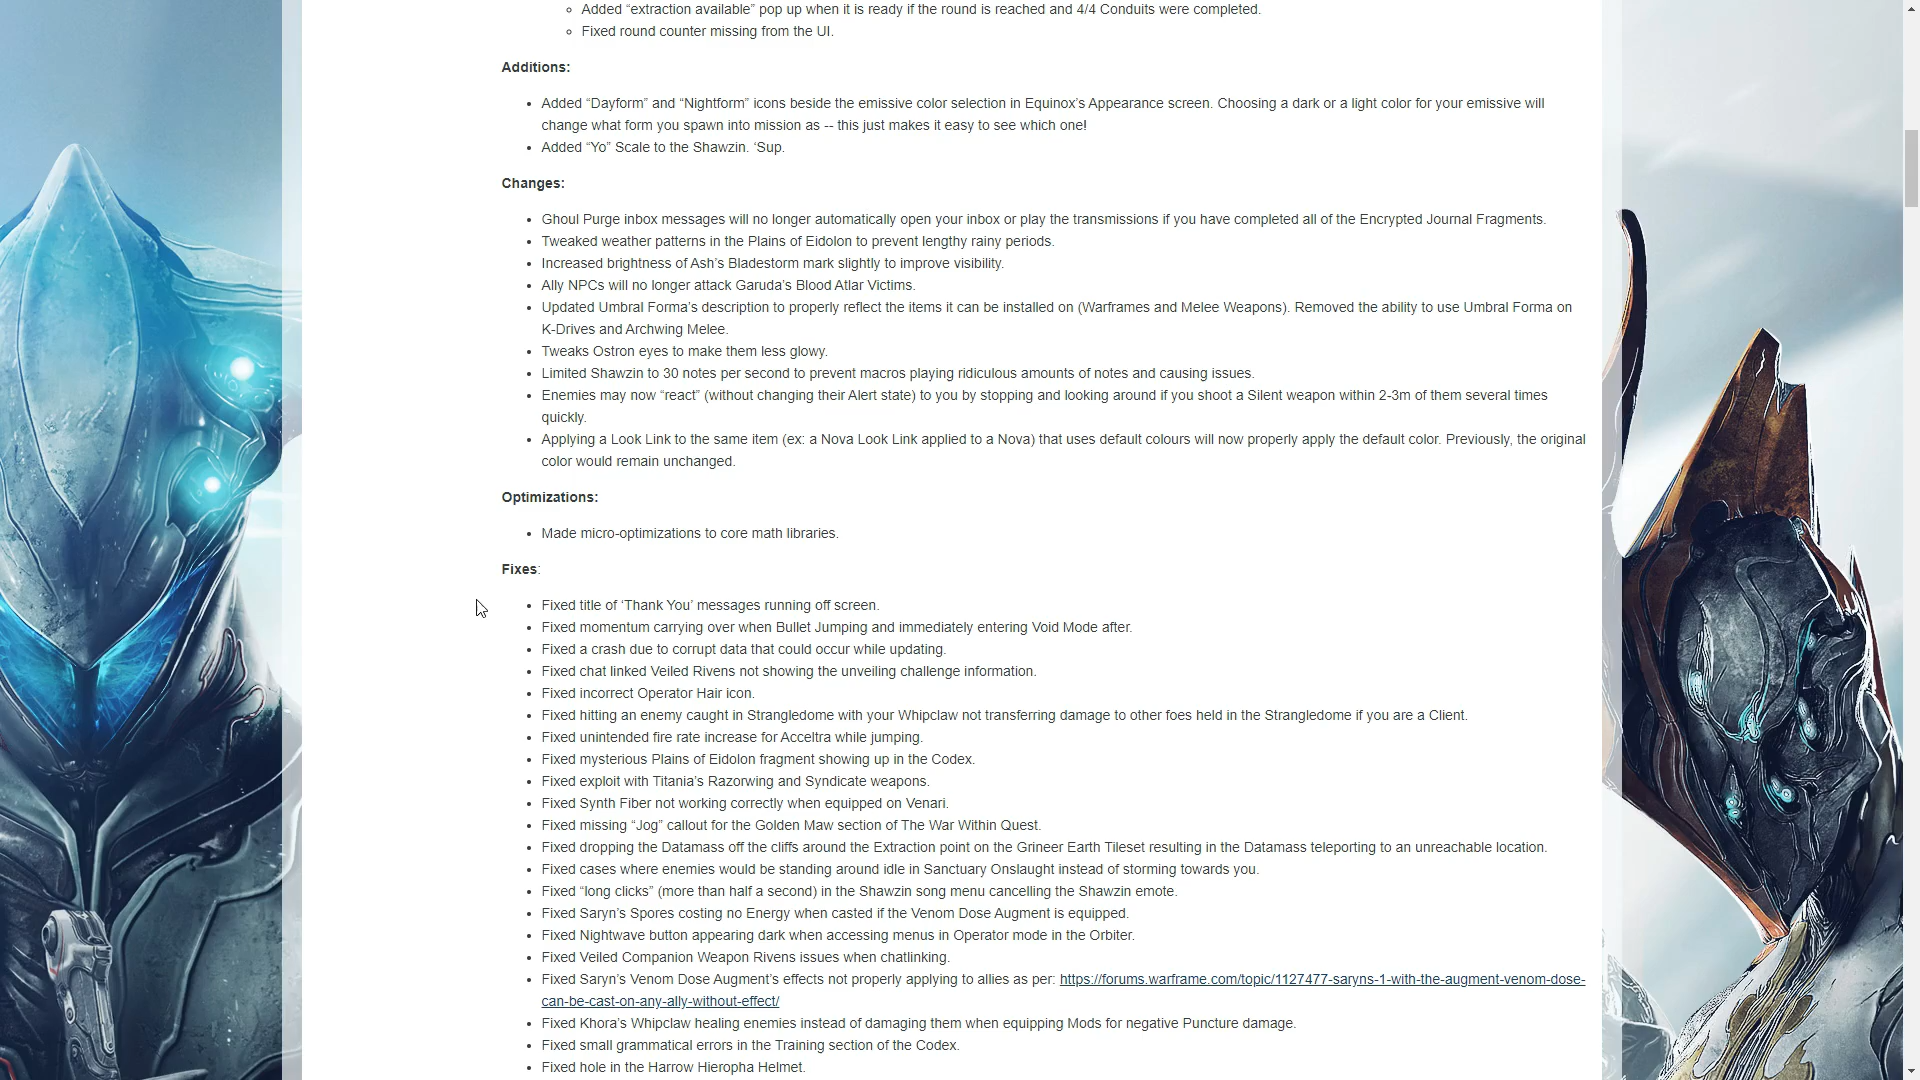 Added “extraction available” pop up when it is ready if the round is reached and 4/4 Conduits were completed.
Fixed round counter missing from the UI.
Additions:
Added “Dayform” and “Nightform” icons beside the emissive color selection in Equinox’s Appearance screen. Choosing a dark or a light color for your emissive will
change what form you spawn into mission as -- this just makes it easy to see which one!
Added “Yo” Scale to the Shawzin. ‘Sup.
Changes:
Ghoul Purge inbox messages will no longer automatically open your inbox or play the transmissions if you have completed all of the Encrypted Journal Fragments.
Tweaked weather patterns in the Plains of Eidolon to prevent lengthy rainy periods.
Increased brightness of Ash’s Bladestorm mark slightly to improve visibility.
Ally NPCs will no longer attack Garuda’s Blood Atlar Victims.
Updated Umbral Forma’s description to properly reflect the items it can be installed on (Warframes and Melee Weapons). Removed the ability to use Umbral Forma on
K-Drives and Archwing Melee.
Tweaks Ostron eyes to make them less glowy.
Limited Shawzin to 30 notes per second to prevent macros playing ridiculous amounts of notes and causing issues.
Enemies may now “react” (without changing their Alert state) to you by stopping and looking around if you shoot a Silent weapon within 2-3m of them several times
quickly.
Applying a Look Link to the same item (ex: a Nova Look Link applied to a Nova) that uses default colours will now properly apply the default color. Previously, the original
color would remain unchanged.
Optimizations:
Made micro-optimizations to core math libraries.
Fixes:
Fixed title of ‘Thank You’ messages running off screen.
Fixed momentum carrying over when Bullet Jumping and immediately entering Void Mode after.
Fixed a crash due to corrupt data that could occur while updating.
Fixed chat linked Veiled Rivens not showing the unveiling challenge information.
Fixed incorrect Operator Hair icon.
Fixed hitting an enemy caught in Strangledome with your Whipclaw not transferring damage to other foes held in the Strangledome if you are a Client.
Fixed unintended fire rate increase for Acceltra while jumping.
Fixed mysterious Plains of Eidolon fragment showing up in the Codex.
Fixed exploit with Titania’s Razorwing and Syndicate weapons.
Fixed Synth Fiber not working correctly when equipped on Venari.
Fixed missing “Jog” callout for the Golden Maw section of The War Within Quest.
Fixed dropping the Datamass off the cliffs around the Extraction point on the Grineer Earth Tileset resulting in the Datamass teleporting to an unreachable location.
Fixed cases where enemies would be standing around idle in Sanctuary Onslaught instead of storming towards you.
Fixed “long clicks” (more than half a second) in the Shawzin song menu cancelling the Shawzin emote.
Fixed Saryn’s Spores costing no Energy when casted if the Venom Dose Augment is equipped.
Fixed Nightwave button appearing dark when accessing menus in Operator mode in the Orbiter.
Fixed Veiled Companion Weapon Rivens issues when chatlinking.
Fixed Saryn’s Venom Dose Augment’s effects not properly applying to allies as per: https://forums.warframe.com/topic/1127477-saryns-1-with-the-augment-venom-dose-
can-be-cast-on-any-ally-without-effect/
Fixed Khora’s Whipclaw healing enemies instead of damaging them when equipping Mods for negative Puncture damage.
Fixed small grammatical errors in the Training section of the Codex.
Fixed hole in the Harrow Hieropha Helmet.